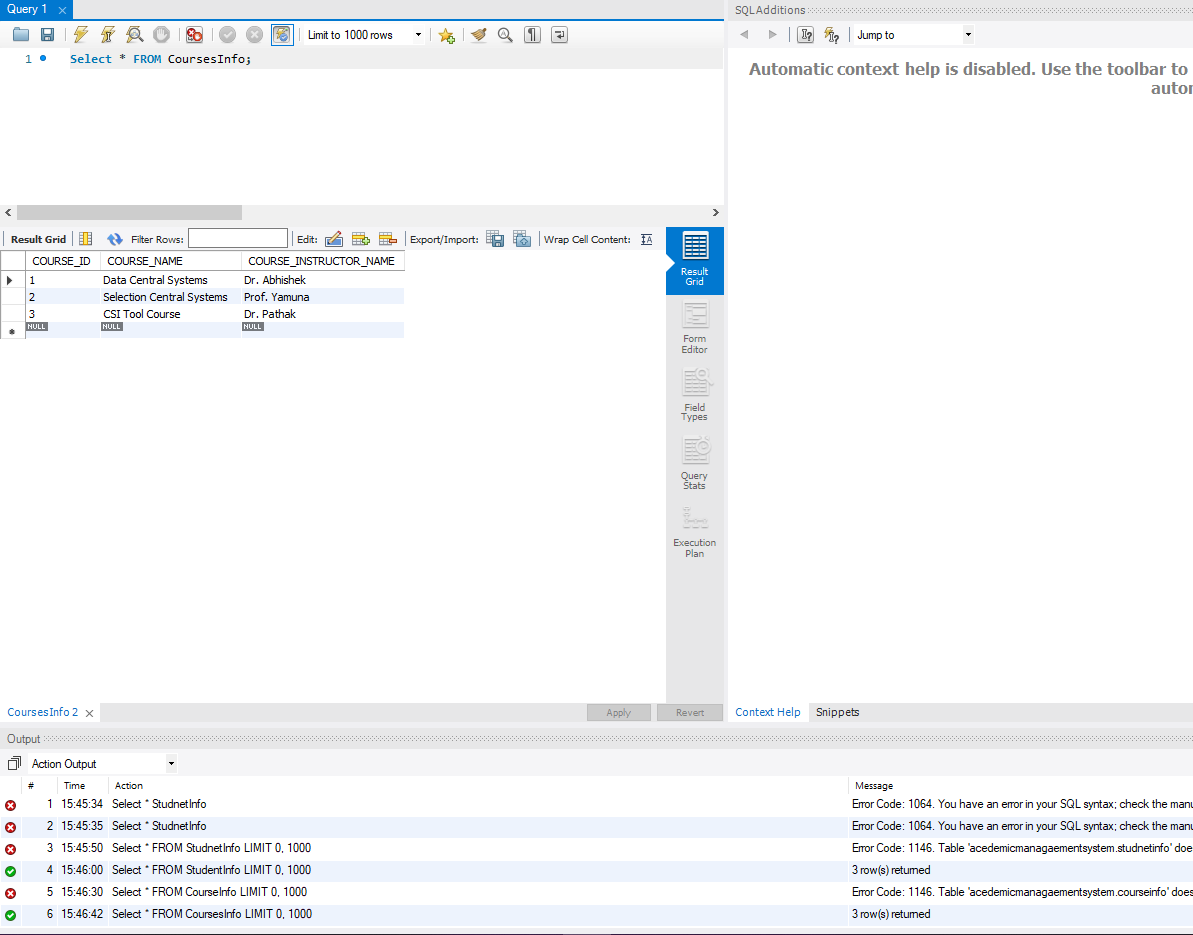 Query 1
SQLAdditions
Limit to 1000 rows
Jump to
1 Select * FROM CoursesInfo;
Automatic context help is disabled. Use the toolbar to
Result Grid Filter Rows: Edit: Export/Import: Wrap Cell Content:
COURSE_ID COURSE_NAME COURSE_INSTRUCTOR_NAME
1 Data Central Systems Dr. Abhishek
2 Selection Central Systems Prof. Yamuna
3 CSI Tool Course Dr. Pathak
NULL NULL NULL
Result
Grid
Form
Editor
Field
Types
Query
Stats
Execution
Plan
CoursesInfo 2
Apply Revert
Context Help Snippets
Output
Action Output
# Time Action Message
1 15:45:34 Select * StudnetInfo Error Code: 1064. You have an error in your SQL syntax; check the
2 15:45:35 Select * StudnetInfo Error Code: 1064. You have an error in your SQL syntax; check the
3 15:45:50 Select * FROM StudnetInfo LIMIT 0, 1000 Error Code: 1146. Table 'acedemicmanagaementsystem.studnetinfo'
4 15:46:00 Select * FROM StudentInfo LIMIT 0, 1000 3 row(s) returned
5 15:46:30 Select * FROM CourseInfo LIMIT 0, 1000 Error Code: 1146. Table 'acedemicmanagaementsystem.courseinfo'
6 15:46:42 Select * FROM CoursesInfo LIMIT 0, 1000 3 row(s) returned